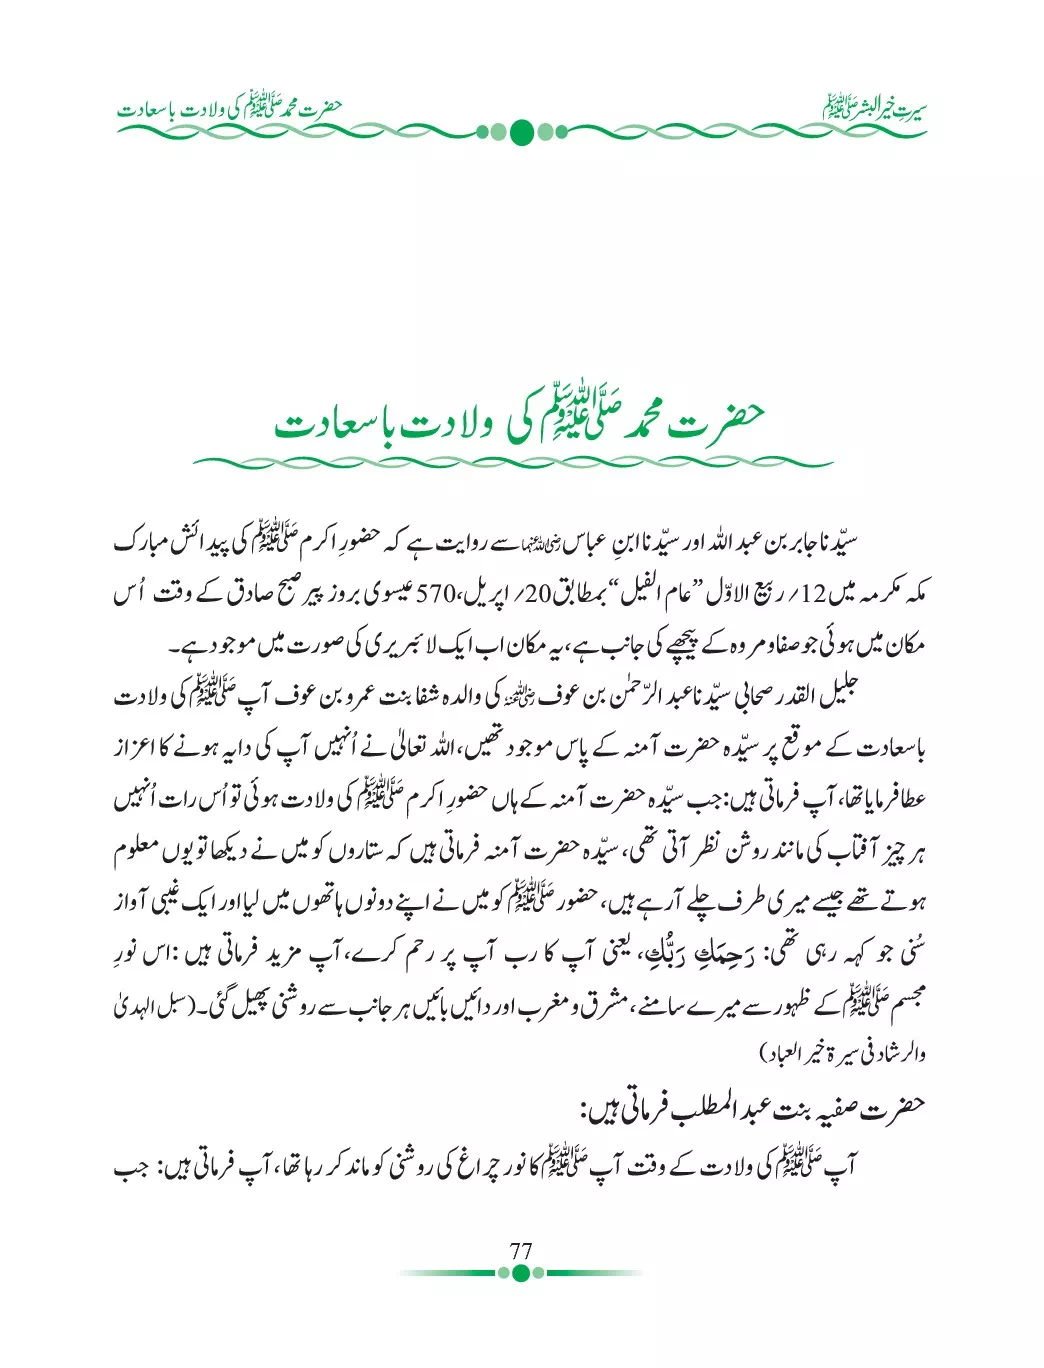 سیرتِ خیرالبشر ﷺ
حضرت محمد ﷺ کی ولادت باسعادت
حضرت محمد ﷺ کی ولادت باسعادت
سیّدنا جابر بن عبد اللہ اور سیّدنا ابنِ عباس رضی اللہ عنہما سے روایت ہے کہ حضورِ اکرم ﷺ کی پیدائش مبارک
مکہ مکرمہ میں 12؍ ربیع الاوّل ”عام الفیل“ بمطابق 20؍ اپریل، 570 عیسوی بروز پیر صبح صادق کے وقت اُس
مکان میں ہوئی جو صفا و مروہ کے پیچھے کی جانب ہے، یہ مکان اب ایک لائبریری کی صورت میں موجود ہے۔
جلیل القدر صحابی سیّدنا عبد الرّحمٰن بن عوف رضی اللہ عنہ کی والدہ شفا بنت عمرو بن عوف آپ ﷺ کی ولادت
باسعادت کے موقع پر سیّدہ حضرت آمنہ کے پاس موجود تھیں، اللہ تعالیٰ نے اُنہیں آپ کی دایہ ہونے کا اعزاز
عطا فرمایا تھا، آپ فرماتی ہیں: جب سیّدہ حضرت آمنہ کے ہاں حضورِ اکرم ﷺ کی ولادت ہوئی تو اُس رات اُنہیں
ہر چیز آفتاب کی مانند روشن نظر آتی تھی، سیّدہ حضرت آمنہ فرماتی ہیں کہ ستاروں کو میں نے دیکھا تو یوں معلوم
ہوتے تھے جیسے میری طرف چلے آرہے ہیں، حضور ﷺ کو میں نے اپنے دونوں ہاتھوں میں لیا اور ایک غیبی آواز
سُنی جو کہہ رہی تھی: رَحِمَكِ رَبُّكِ، یعنی آپ کا رب آپ پر رحم کرے، آپ مزید فرماتی ہیں: اس نورِ
مجسم ﷺ کے ظہور سے میرے سامنے، مشرق و مغرب اور دائیں بائیں ہر جانب سے روشنی پھیل گئی۔ (سبل الہدیٰ
والرشاد فی سیرۃ خیر العباد)
حضرت صفیہ بنت عبد المطلب فرماتی ہیں:
آپ ﷺ کی ولادت کے وقت آپ ﷺ کا نور چراغ کی روشنی کو ماند کر رہا تھا، آپ فرماتی ہیں: جب
77